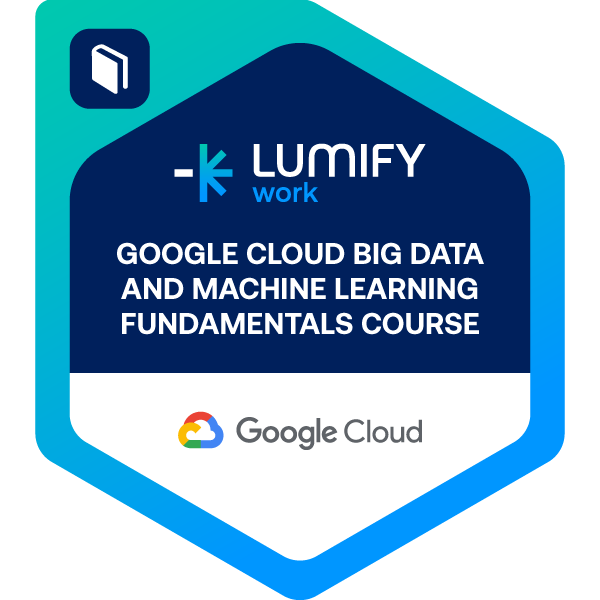 LUMIFY
work
GOOGLE CLOUD BIG DATA
AND MACHINE LEARNING
FUNDAMENTALS COURSE
Google Cloud